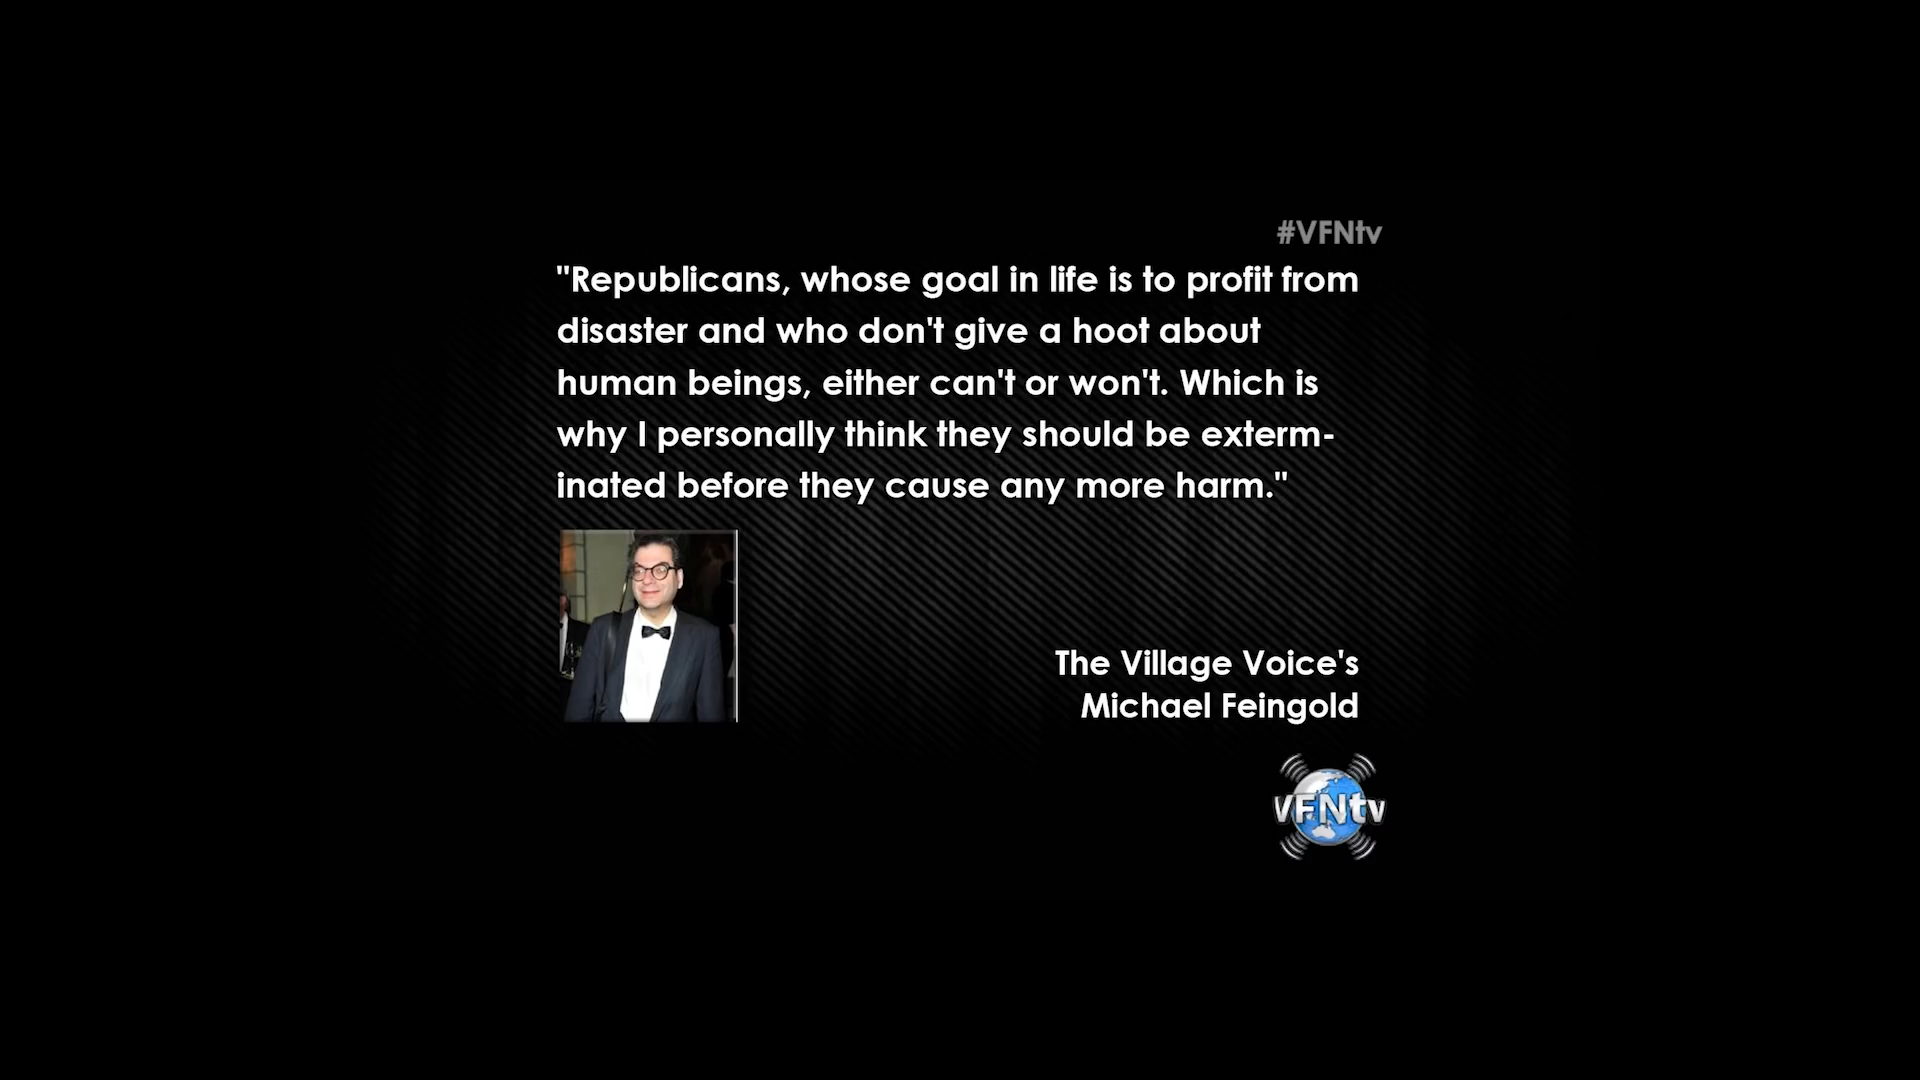 #VFNtv
"Republicans, whose goal in life is to profit from
disaster and who don't give a hoot about
human beings, either can't or won't. Which is
why I personally think they should be exterm-
inated before they cause any more harm."
The Village Voice's
Michael Feingold
VFNtv